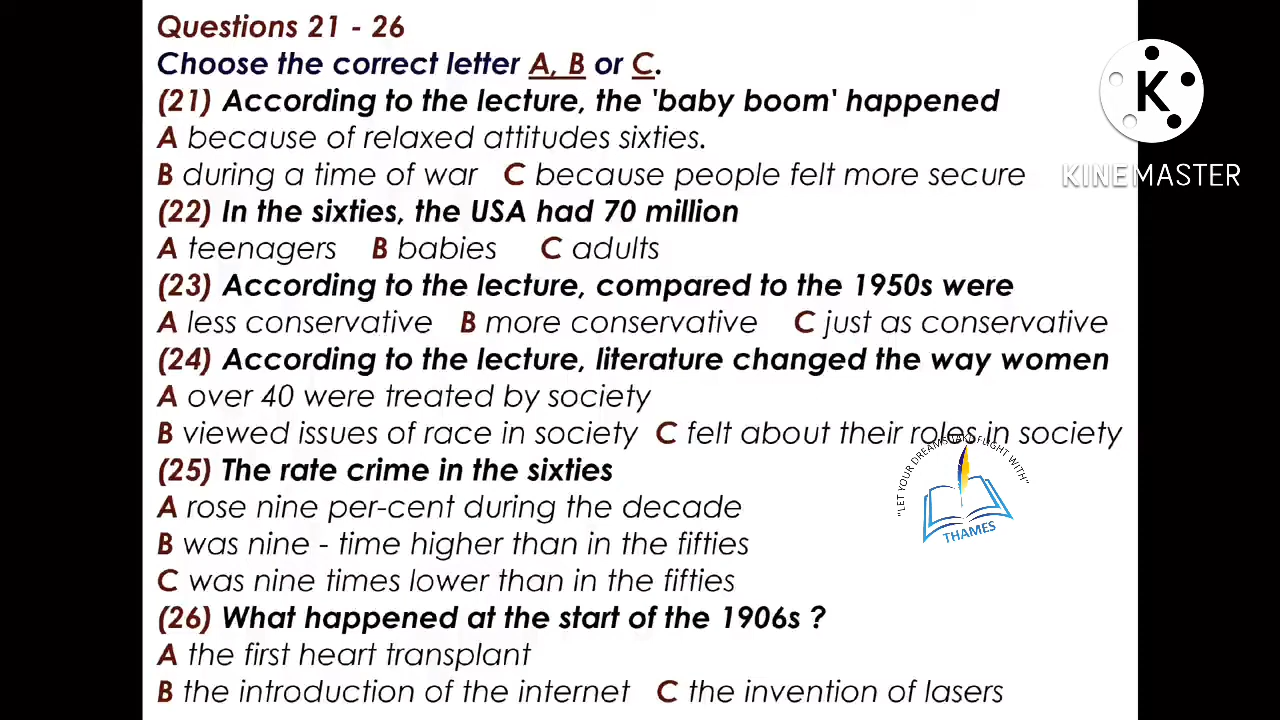 Questions 21 - 26
Choose the correct letter A, B or C.
(21) According to the lecture, the 'baby boom' happened
A because of relaxed attitudes sixties.
B during a time of war C because people felt more secure
(22) In the sixties, the USA had 70 million
A teenagers B babies C adults
(23) According to the lecture, compared to the 1950s were
A less conservative B more conservative C just as conservative
(24) According to the lecture, literature changed the way women
A over 40 were treated by society
B viewed issues of race in society C felt about their roles in society
(25) The rate crime in the sixties
A rose nine per-cent during the decade
B was nine - time higher than in the fifties
C was nine times lower than in the fifties
(26) What happened at the start of the 1906s ?
A the first heart transplant
B the introduction of the internet C the invention of lasers
K
KINEMASTER
"LET YOUR DREAMS TAKE FLIGHT WITH"
THAMES